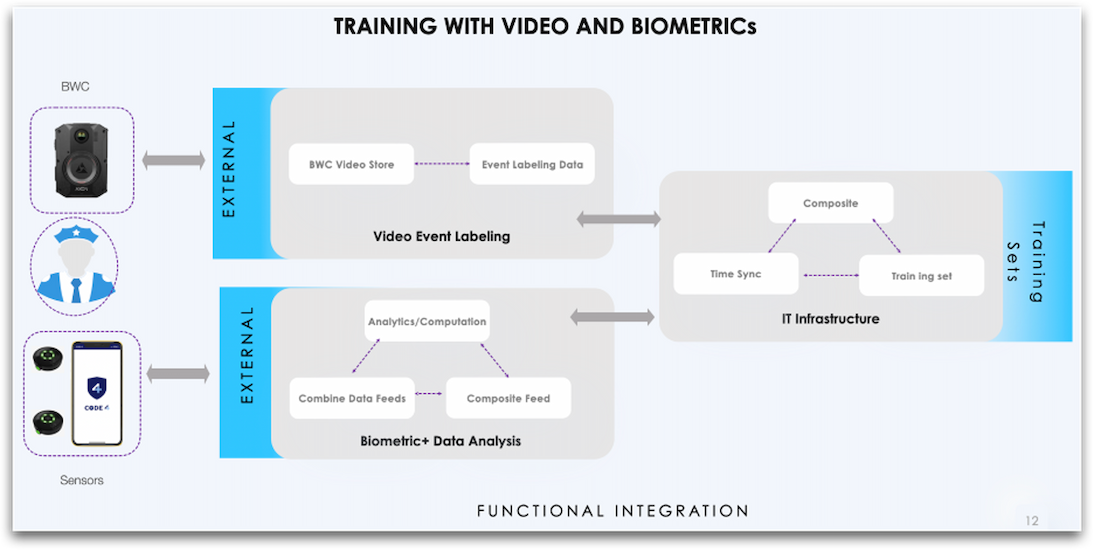 TRAINING WITH VIDEO AND BIOMETRICs
BWC
EXTERNAL
BWC Video Store
Event Labeling Data
Video Event Labeling
Composite
Time Sync
Train ing set
IT Infrastructure
Training
Sets
EXTERNAL
Analytics/Computation
Combine Data Feeds
Composite Feed
Biometric+ Data Analysis
4
CODE 4
Sensors
FUNCTIONAL INTEGRATION
12